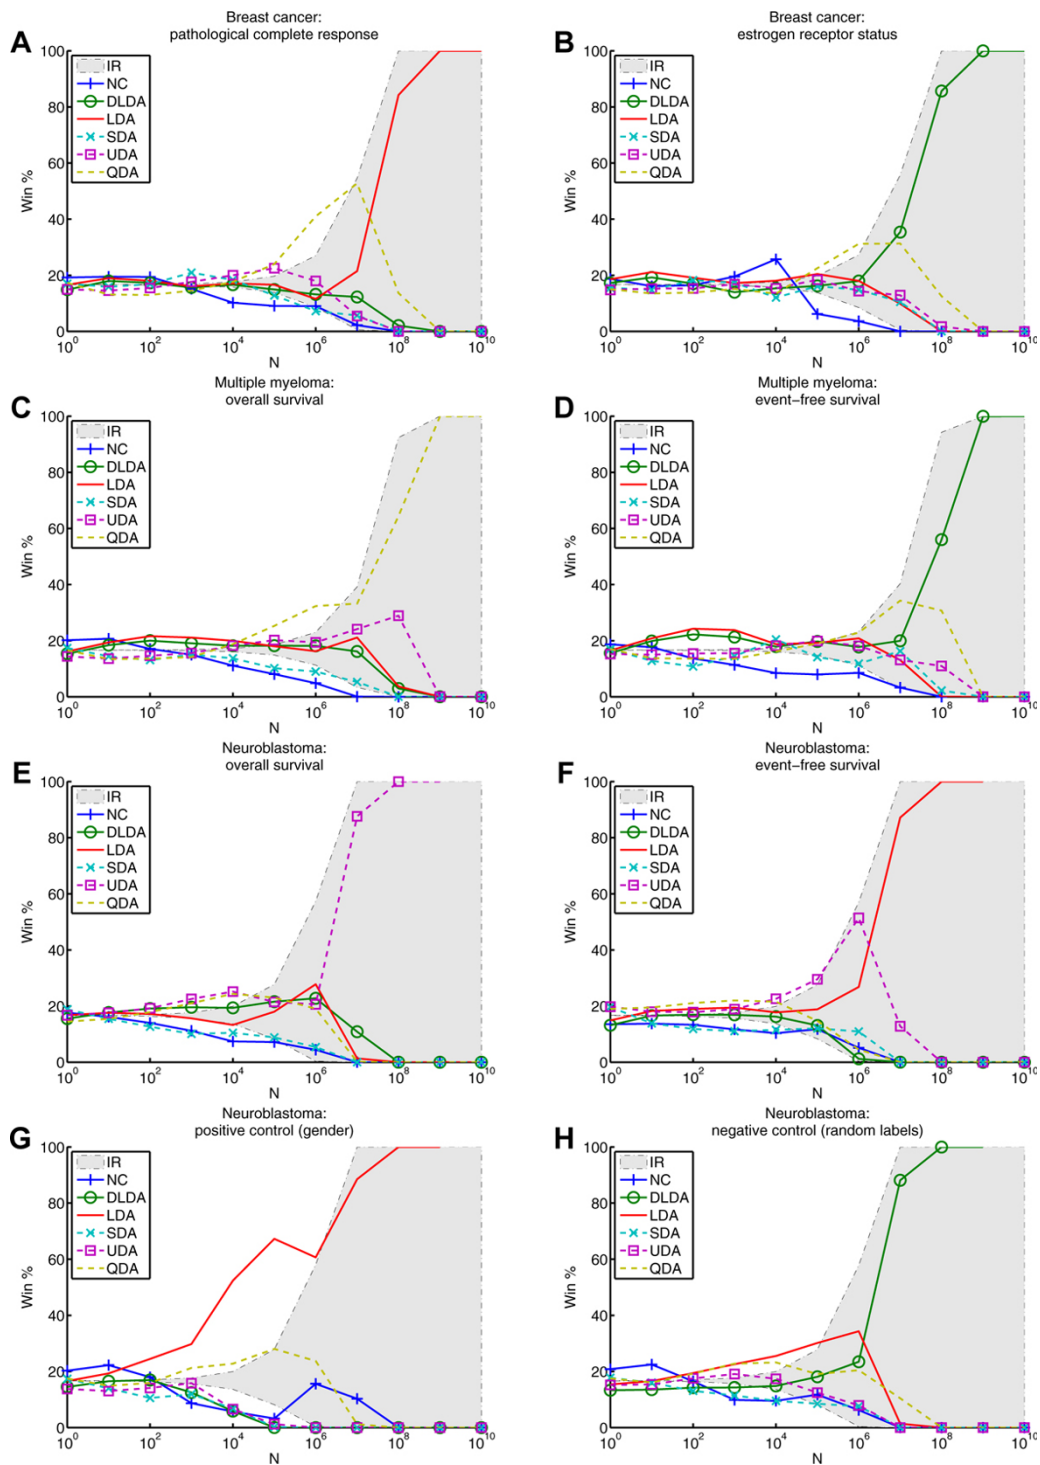 Breast cancer:
pathological complete response
A
100
80
60
40
20
0
Win %
IR
NC
DLDA
LDA
SDA
UDA
QDA
10^0
10^2
10^4
10^6
10^8
10^10
N
Breast cancer:
estrogen receptor status
B
100
80
60
40
20
0
Win %
IR
NC
DLDA
LDA
SDA
UDA
QDA
10^0
10^2
10^4
10^6
10^8
10^10
N
Multiple myeloma:
overall survival
C
100
80
60
40
20
0
Win %
IR
NC
DLDA
LDA
SDA
UDA
QDA
10^0
10^2
10^4
10^6
10^8
10^10
N
Multiple myeloma:
event-free survival
D
100
80
60
40
20
0
Win %
IR
NC
DLDA
LDA
SDA
UDA
QDA
10^0
10^2
10^4
10^6
10^8
10^10
N
Neuroblastoma:
overall survival
E
100
80
60
40
20
0
Win %
IR
NC
DLDA
LDA
SDA
UDA
QDA
10^0
10^2
10^4
10^6
10^8
10^10
N
Neuroblastoma:
event-free survival
F
100
80
60
40
20
0
Win %
IR
NC
DLDA
LDA
SDA
UDA
QDA
10^0
10^2
10^4
10^6
10^8
10^10
N
Neuroblastoma:
positive control (gender)
G
100
80
60
40
20
0
Win %
IR
NC
DLDA
LDA
SDA
UDA
QDA
10^0
10^2
10^4
10^6
10^8
10^10
N
Neuroblastoma:
negative control (random labels)
H
100
80
60
40
20
0
Win %
IR
NC
DLDA
LDA
SDA
UDA
QDA
10^0
10^2
10^4
10^6
10^8
10^10
N